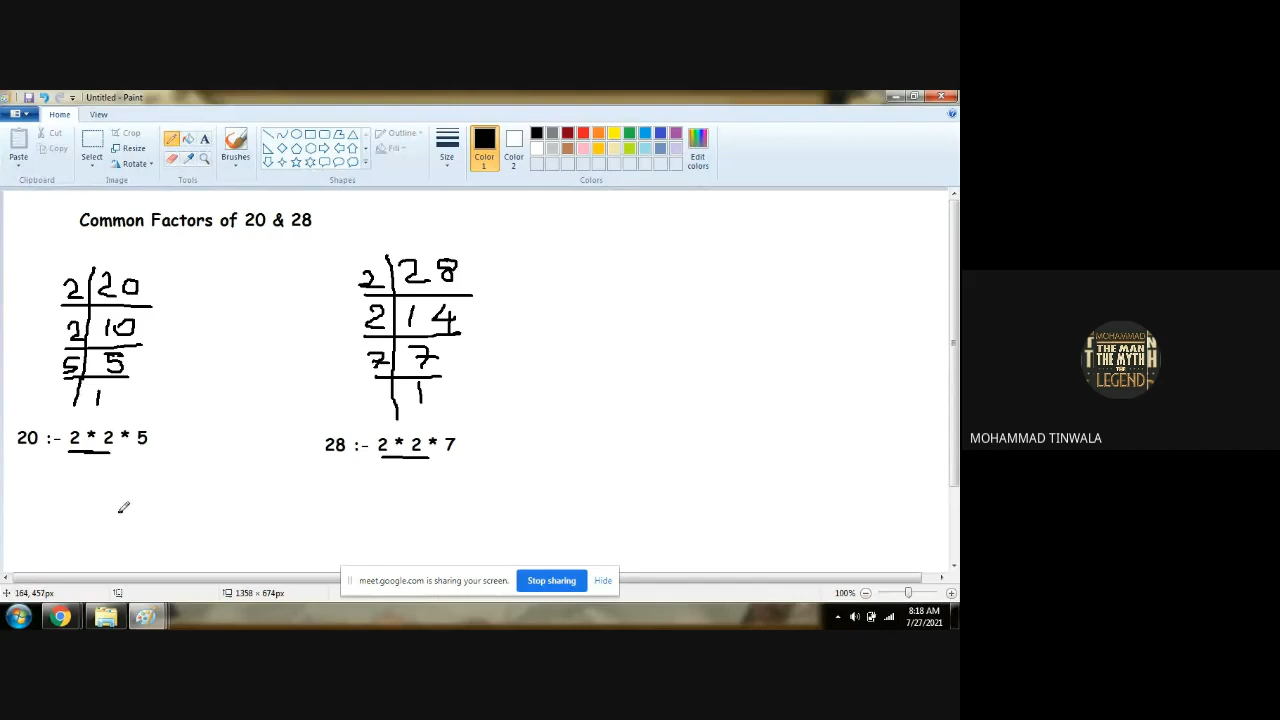 Untitled - Paint
Home
View
Paste
Cut
Copy
Clipboard
Select
Crop
Resize
Rotate
Image
A
Tools
Brushes
Outline
Fill
Shapes
Size
Color 1
Color 2
Edit colors
Colors
Common Factors of 20 & 28
2 20
2 10
5 5
1
20 :- 2 * 2 * 5
2 28
2 14
7 7
1
28 :- 2 * 2 * 7
MOHAMMAD
THE MAN
THE MYTH
THE
LEGEND
MOHAMMAD TINWALA
meet.google.com is sharing your screen.
Stop sharing
Hide
164, 457px
1358 × 674px
100%
8:18 AM
7/27/2021